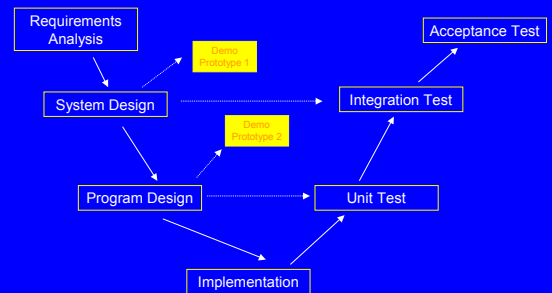 Requirements
Analysis
Acceptance Test
Demo
Prototype 1
System Design
Integration Test
Demo
Prototype 2
Program Design
Unit Test
Implementation